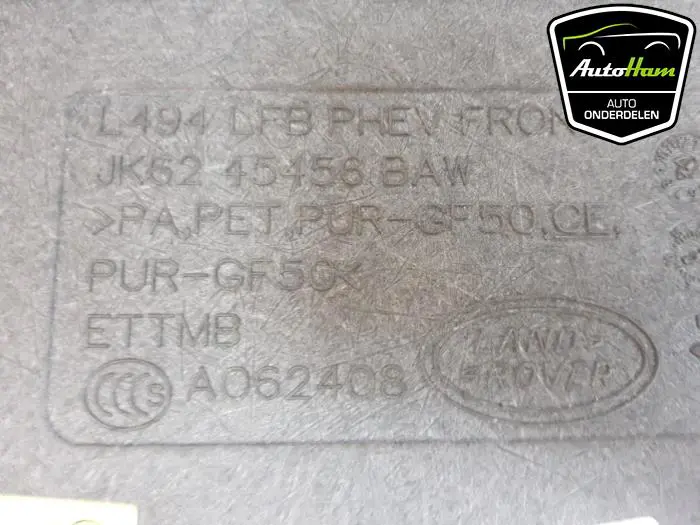 AutoHam
AUTO
ONDERDELEN
L494 LFB PHEV FRON
JK62 45456 BAW
>PA,PET,PUR-GF50,CE,
PUR-GF50<
ETTMB
CCC S A062408
LAND-
ROVER